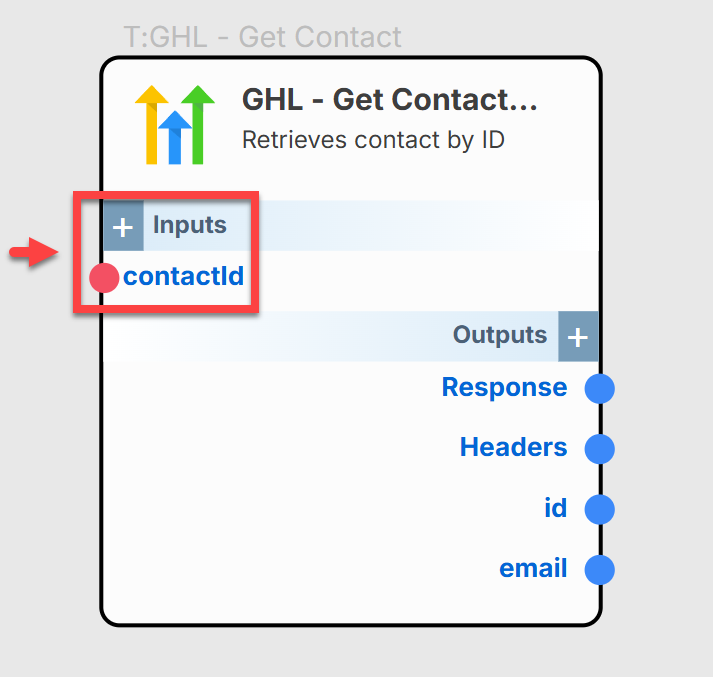 T:GHL - Get Contact
GHL - Get Contact...
Retrieves contact by ID
+ Inputs
contactId
Outputs +
Response
Headers
id
email